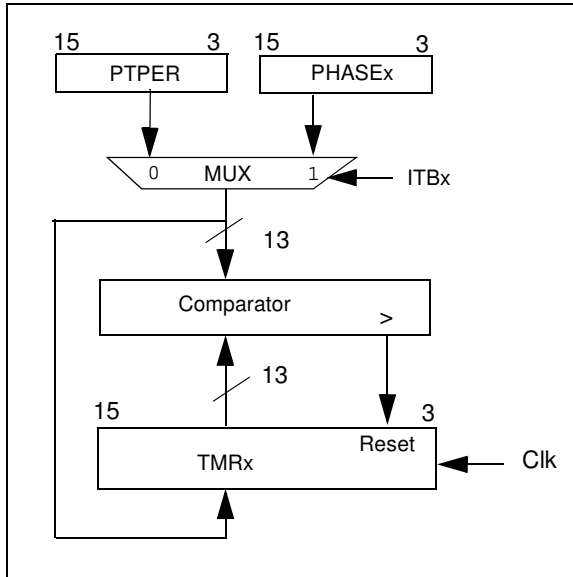 15 3 15 3
PTPER PHASEx
0 MUX 1
ITBx
13
Comparator
>
13
15 3
Reset
TMRx
Clk